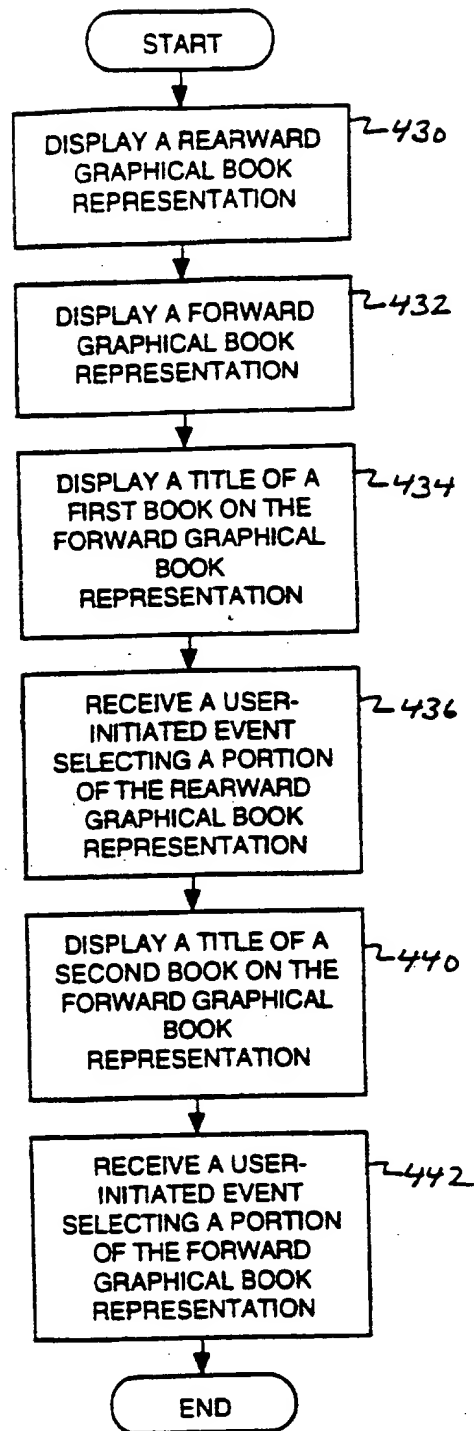 START
DISPLAY A REARWARD
GRAPHICAL BOOK
REPRESENTATION
430
DISPLAY A FORWARD
GRAPHICAL BOOK
REPRESENTATION
432
DISPLAY A TITLE OF A
FIRST BOOK ON THE
FORWARD GRAPHICAL
BOOK
REPRESENTATION
434
RECEIVE A USER-
INITIATED EVENT
SELECTING A PORTION
OF THE REARWARD
GRAPHICAL BOOK
REPRESENTATION
436
DISPLAY A TITLE OF A
SECOND BOOK ON THE
FORWARD GRAPHICAL
BOOK
REPRESENTATION
440
RECEIVE A USER-
INITIATED EVENT
SELECTING A PORTION
OF THE FORWARD
GRAPHICAL BOOK
REPRESENTATION
442
END